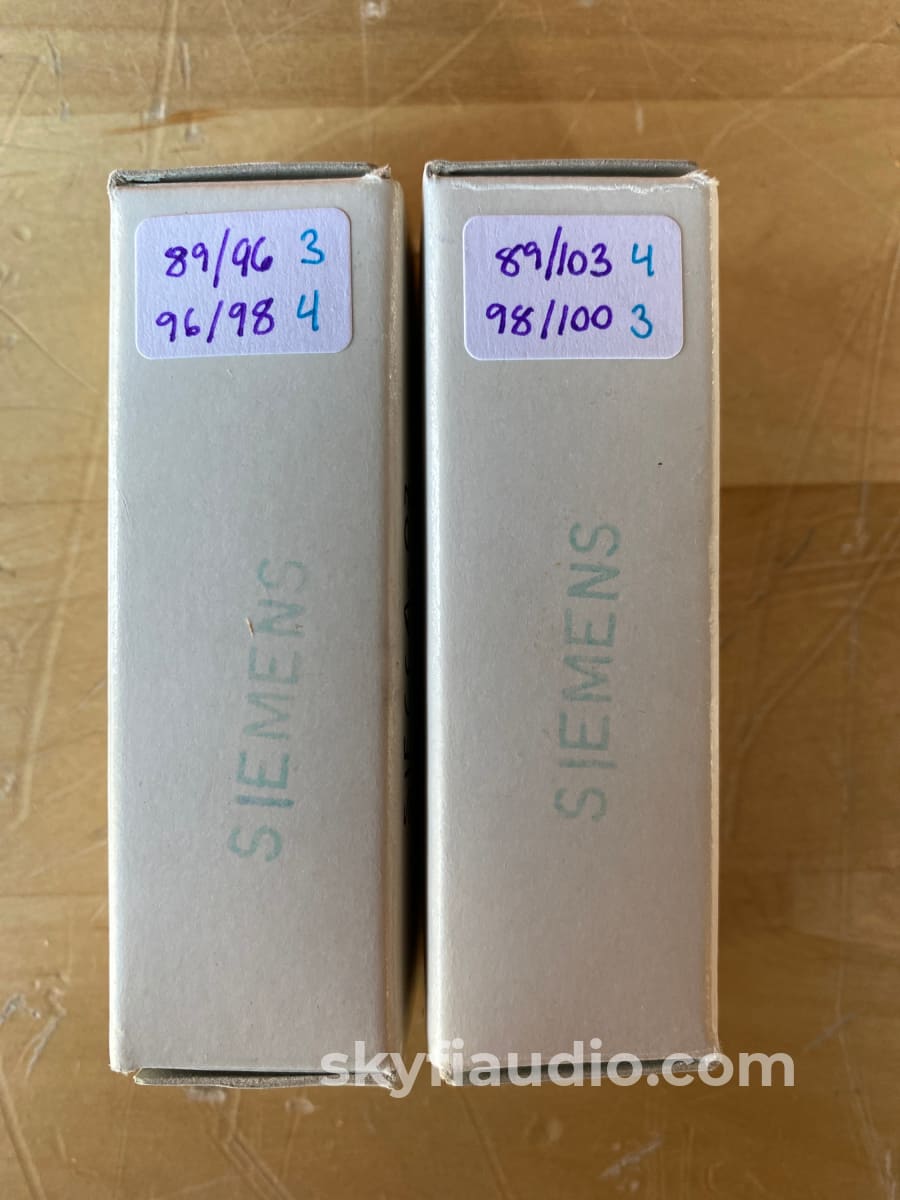 89/96 3
96/98 4
89/103 4
98/100 3
SIEMENS
SIEMENS
skyfiaudio.com